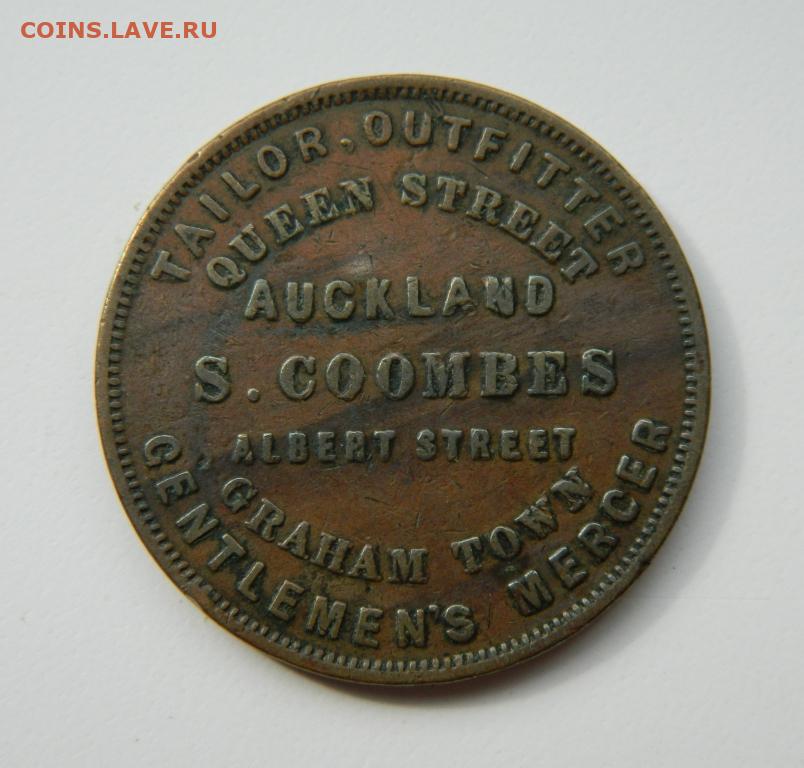 COINS.LAVE.RU
TAILOR. OUTFITTER
QUEEN STREET
AUCKLAND
S. COOMBES
ALBERT STREET
GRAHAM TOWN
GENTLEMEN'S MERCER